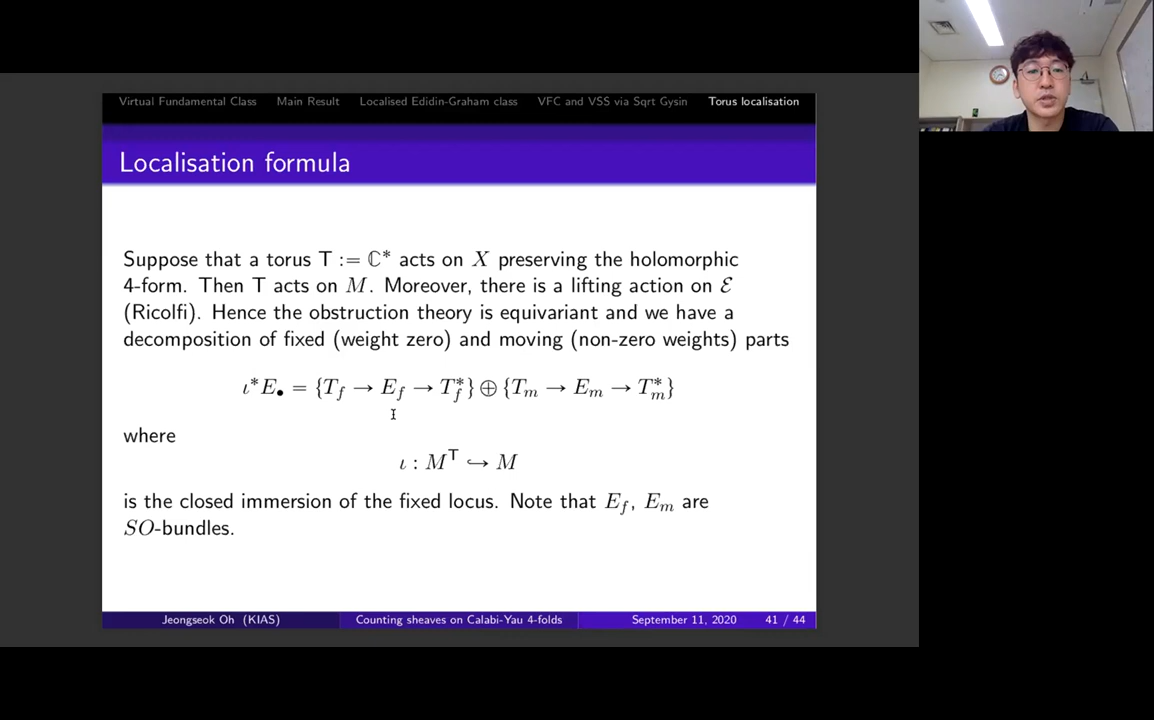 Virtual Fundamental Class Main Result Localised Edidin-Graham class VFC and VSS via Sqrt Gysin Torus localisation
Localisation formula
Suppose that a torus T := ℂ* acts on X preserving the holomorphic
4-form. Then T acts on M. Moreover, there is a lifting action on ℰ
(Ricolfi). Hence the obstruction theory is equivariant and we have a
decomposition of fixed (weight zero) and moving (non-zero weights) parts
ι*E• = {T_f → E_f → T_f*} ⊕ {T_m → E_m → T_m*}
where
ι : M^T ↪ M
is the closed immersion of the fixed locus. Note that E_f, E_m are
SO-bundles.
Jeongseok Oh (KIAS) Counting sheaves on Calabi-Yau 4-folds September 11, 2020 41 / 44